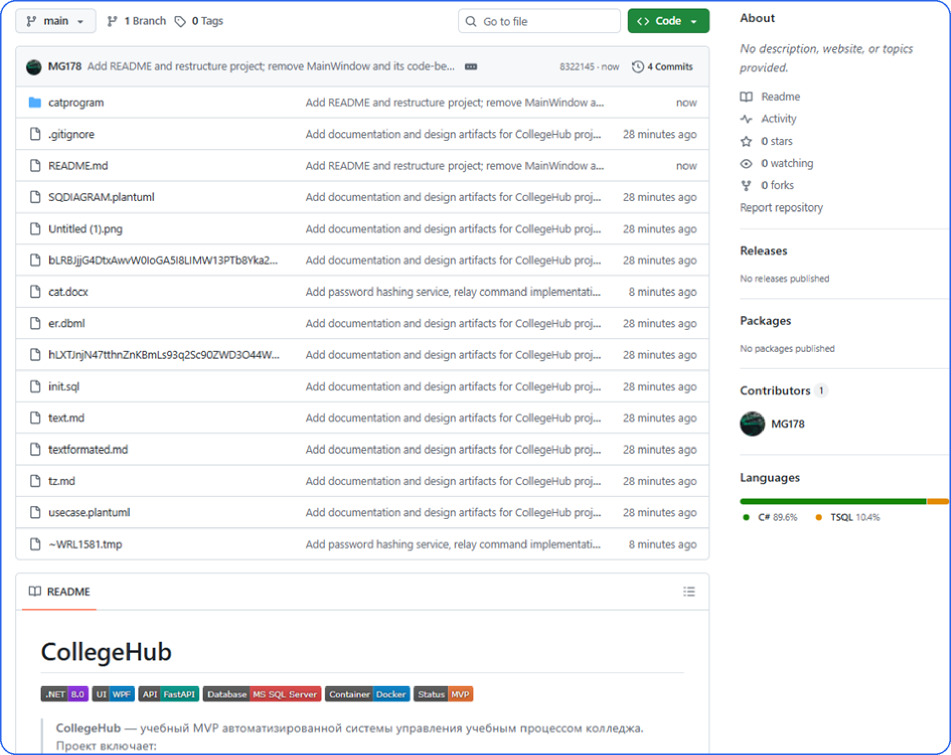 main 1 Branch 0 Tags Go to file Code
MG178 Add README and restructure project; remove MainWindow and its code-be... 8322145 · now 4 Commits
catprogram Add README and restructure project; remove MainWindow a... now
.gitignore Add documentation and design artifacts for CollegeHub proj... 28 minutes ago
README.md Add README and restructure project; remove MainWindow a... now
SQDIAGRAM.plantuml Add documentation and design artifacts for CollegeHub proj... 28 minutes ago
Untitled (1).png Add documentation and design artifacts for CollegeHub proj... 28 minutes ago
Add documentation and design artifacts for CollegeHub proj... 28 minutes ago
cat.docx Add password hashing service, relay command implementati... 8 minutes ago
er.dbml Add documentation and design artifacts for CollegeHub proj... 28 minutes ago
Add documentation and design artifacts for CollegeHub proj... 28 minutes ago
init.sql Add documentation and design artifacts for CollegeHub proj... 28 minutes ago
text.md Add documentation and design artifacts for CollegeHub proj... 28 minutes ago
textformated.md Add documentation and design artifacts for CollegeHub proj... 28 minutes ago
tz.md Add documentation and design artifacts for CollegeHub proj... 28 minutes ago
usecase.plantuml Add documentation and design artifacts for CollegeHub proj... 28 minutes ago
~WRL1581.tmp Add password hashing service, relay command implementati... 8 minutes ago
README
CollegeHub
.NET 8.0 UI WPF API FastAPI Database MS SQL Server Container Docker Status MVP
CollegeHub — учебный MVP автоматизированной системы управления учебным процессом колледжа.
Проект включает:
About
No description, website, or topics
provided.
Readme
Activity
0 stars
0 watching
0 forks
Report repository
Releases
No releases published
Packages
No packages published
Contributors 1
MG178
Languages
C# 89.6% TSQL 10.4%